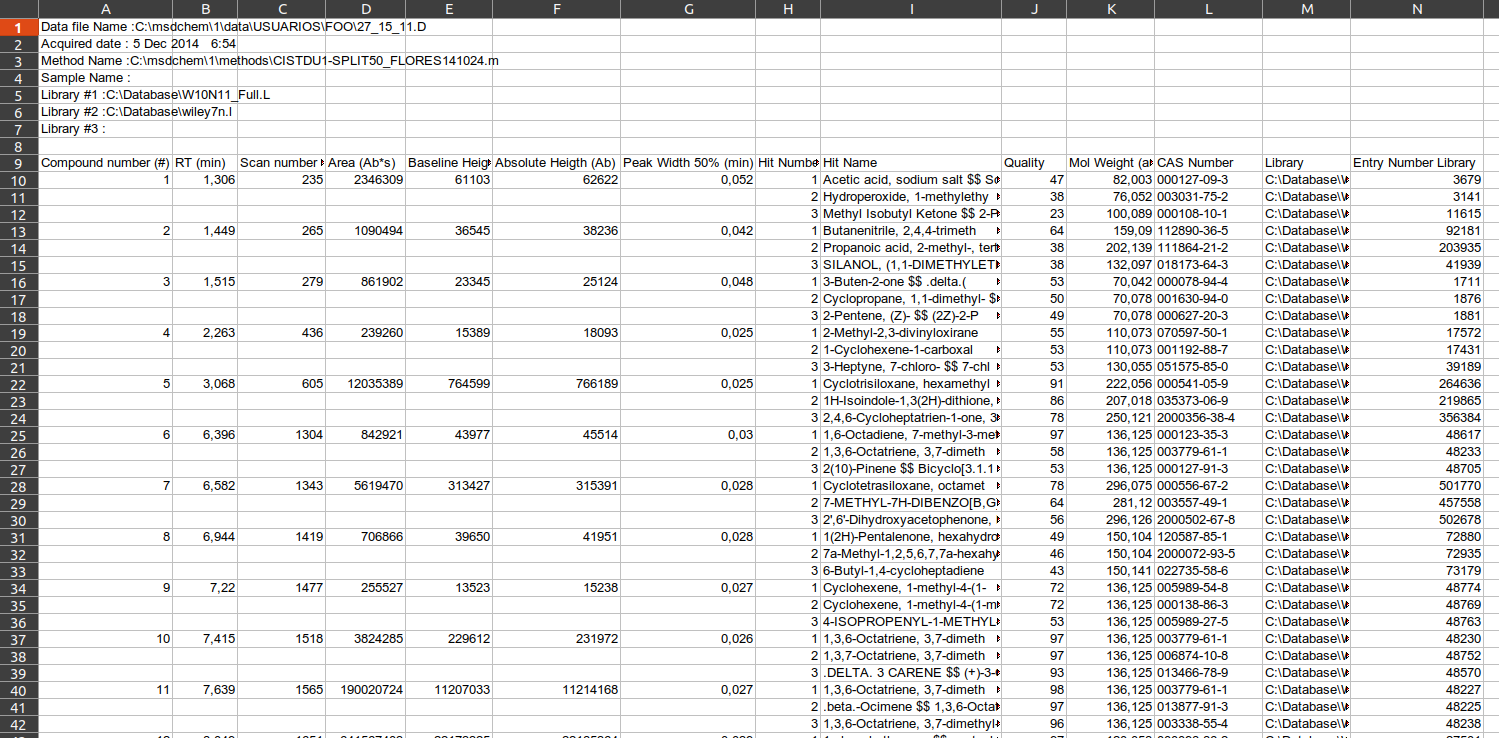 A B C D E F G H I J K L M N
1 Data file Name :C:\msdchem\1\data\USUARIOS\FOO\27_15_11.D
2 Acquired date : 5 Dec 2014 6:54
3 Method Name :C:\msdchem\1\methods\CISTDU1-SPLIT50_FLORES141024.m
4 Sample Name :
5 Library #1 :C:\Database\W10N11_Full.L
6 Library #2 :C:\Database\wiley7n.l
7 Library #3 :
8
9 Compound number (#) RT (min) Scan number Area (Ab*s) Baseline Heig Absolute Heigth (Ab) Peak Width 50% (min) Hit Numbe Hit Name Quality Mol Weight (a CAS Number Library Entry Number Library
10 1 1,306 235 2346309 61103 62622 0,052 1 Acetic acid, sodium salt $$ So 47 82,003 000127-09-3 C:\Database\W 3679
11 2 Hydroperoxide, 1-methylethy 38 76,052 003031-75-2 C:\Database\W 3141
12 3 Methyl Isobutyl Ketone $$ 2-P 23 100,089 000108-10-1 C:\Database\W 11615
13 2 1,449 265 1090494 36545 38236 0,042 1 Butanenitrile, 2,4,4-trimeth 64 159,09 112890-36-5 C:\Database\W 92181
14 2 Propanoic acid, 2-methyl-, tert 38 202,139 111864-21-2 C:\Database\W 203935
15 3 SILANOL, (1,1-DIMETHYLET 38 132,097 018173-64-3 C:\Database\W 41939
16 3 1,515 279 861902 23345 25124 0,048 1 3-Buten-2-one $$ .delta.( 53 70,042 000078-94-4 C:\Database\W 1711
17 2 Cyclopropane, 1,1-dimethyl- $ 50 70,078 001630-94-0 C:\Database\W 1876
18 3 2-Pentene, (Z)- $$ (2Z)-2-P 49 70,078 000627-20-3 C:\Database\W 1881
19 4 2,263 436 239260 15389 18093 0,025 1 2-Methyl-2,3-divinyloxirane 55 110,073 070597-50-1 C:\Database\W 17572
20 2 1-Cyclohexene-1-carboxal 53 110,073 001192-88-7 C:\Database\W 17431
21 3 3-Heptyne, 7-chloro- $$ 7-chl 53 130,055 051575-85-0 C:\Database\W 39189
22 5 3,068 605 12035389 764599 766189 0,025 1 Cyclotrisiloxane, hexamethyl 91 222,056 000541-05-9 C:\Database\W 264636
23 2 1H-Isoindole-1,3(2H)-dithione, 86 207,018 035373-06-9 C:\Database\W 219865
24 3 2,4,6-Cycloheptatrien-1-one, 3 78 250,121 2000356-38-4 C:\Database\W 356384
25 6 6,396 1304 842921 43977 45514 0,03 1 1,6-Octadiene, 7-methyl-3-me 97 136,125 000123-35-3 C:\Database\W 48617
26 2 1,3,6-Octatriene, 3,7-dimeth 58 136,125 003779-61-1 C:\Database\W 48233
27 3 2(10)-Pinene $$ Bicyclo[3.1.1 53 136,125 000127-91-3 C:\Database\W 48705
28 7 6,582 1343 5619470 313427 315391 0,028 1 Cyclotetrasiloxane, octamet 78 296,075 000556-67-2 C:\Database\W 501770
29 2 7-METHYL-7H-DIBENZO[B,G 64 281,12 003557-49-1 C:\Database\W 457558
30 3 2',6'-Dihydroxyacetophenone, 56 296,126 2000502-67-8 C:\Database\W 502678
31 8 6,944 1419 706866 39650 41951 0,028 1 1(2H)-Pentalenone, hexahydro 49 150,104 120587-85-1 C:\Database\W 72880
32 2 7a-Methyl-1,2,5,6,7,7a-hexahy 46 150,104 2000072-93-5 C:\Database\W 72935
33 3 6-Butyl-1,4-cycloheptadiene 43 150,141 022735-58-6 C:\Database\W 73179
34 9 7,22 1477 255527 13523 15238 0,027 1 Cyclohexene, 1-methyl-4-(1- 72 136,125 005989-54-8 C:\Database\W 48774
35 2 Cyclohexene, 1-methyl-4-(1-m 72 136,125 000138-86-3 C:\Database\W 48769
36 3 4-ISOPROPENYL-1-METHYL 53 136,125 005989-27-5 C:\Database\W 48763
37 10 7,415 1518 3824285 229612 231972 0,026 1 1,3,6-Octatriene, 3,7-dimeth 97 136,125 003779-61-1 C:\Database\W 48230
38 2 1,3,7-Octatriene, 3,7-dimeth 97 136,125 006874-10-8 C:\Database\W 48752
39 3 .DELTA. 3 CARENE $$ (+)-3- 93 136,125 013466-78-9 C:\Database\W 48570
40 11 7,639 1565 190020724 11207033 11214168 0,027 1 1,3,6-Octatriene, 3,7-dimeth 98 136,125 003779-61-1 C:\Database\W 48227
41 2 .beta.-Ocimene $$ 1,3,6-Octa 97 136,125 013877-91-3 C:\Database\W 48225
42 3 1,3,6-Octatriene, 3,7-dimethyl 96 136,125 003338-55-4 C:\Database\W 48238